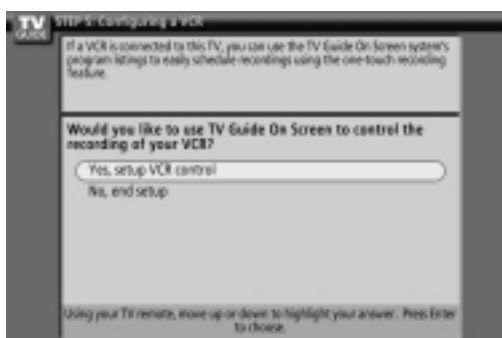 TV
GUIDE
STEP 5: Configuring a VCR
If a VCR is connected to this TV, you can use the TV Guide On Screen system's
program listings to easily schedule recordings using the one-touch recording
feature.
Would you like to use TV Guide On Screen to control the
recording of your VCR?
Yes, setup VCR control
No, end setup
Using your TV remote, move up or down to highlight your answer. Press Enter
to choose.